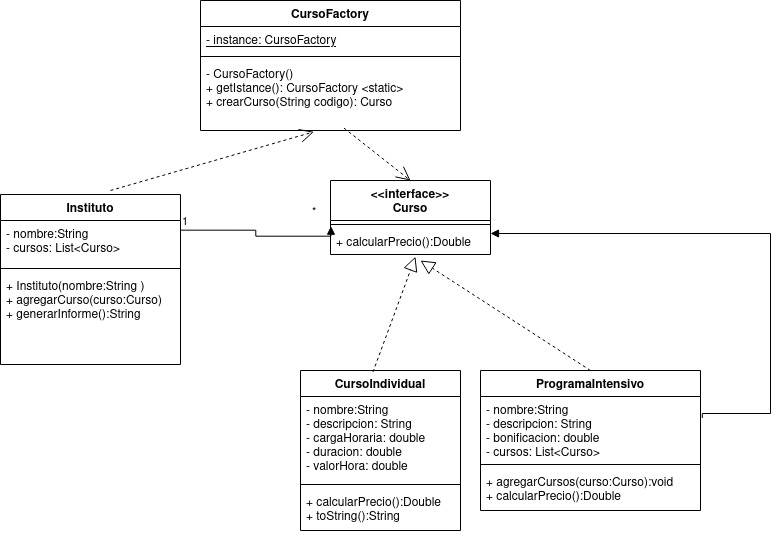 CursoFactory
- instance: CursoFactory
- CursoFactory()
+ getIstance(): CursoFactory <static>
+ crearCurso(String codigo): Curso
<<interface>>
Curso
+ calcularPrecio():Double
Instituto
- nombre:String
- cursos: List<Curso>
+ Instituto(nombre:String )
+ agregarCurso(curso:Curso)
+ generarInforme():String
1
*
CursoIndividual
- nombre:String
- descripcion: String
- cargaHoraria: double
- duracion: double
- valorHora: double
+ calcularPrecio():Double
+ toString():String
ProgramaIntensivo
- nombre:String
- descripcion: String
- bonificacion: double
- cursos: List<Curso>
+ agregarCursos(curso:Curso):void
+ calcularPrecio():Double